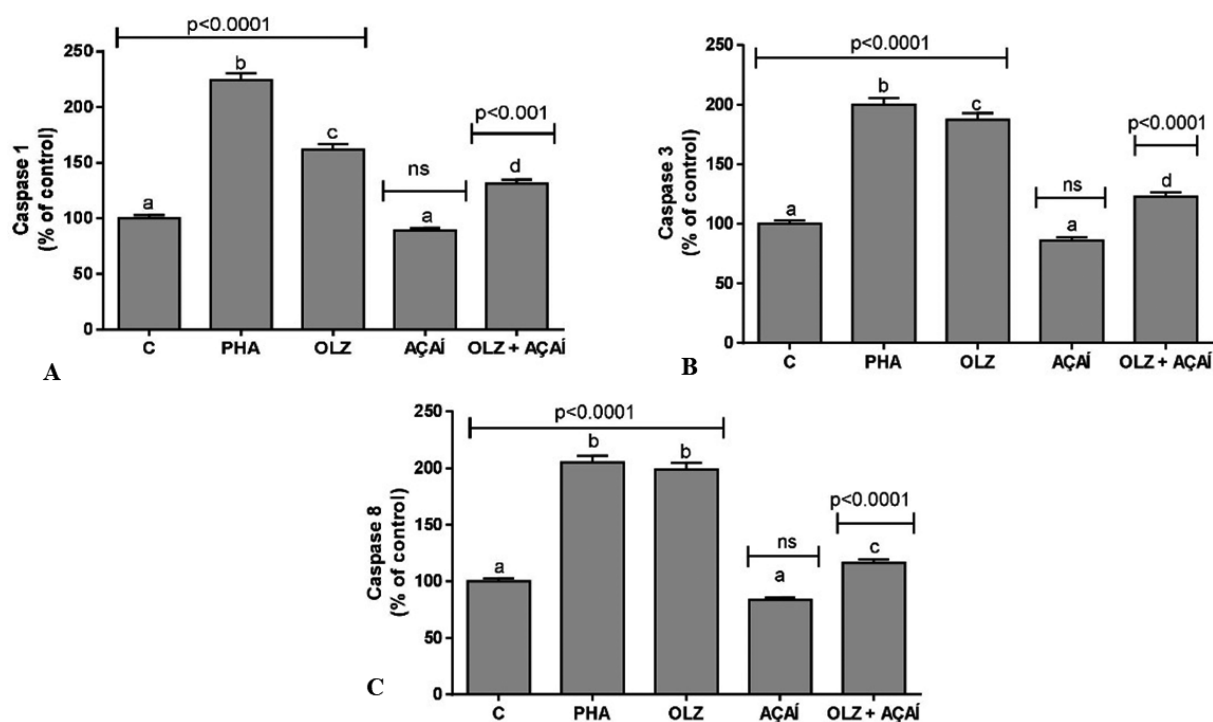 p<0.0001
250
200
150
100
50
0
Caspase 1
(% of control)
a
b
c
ns
a
p<0.001
d
C
PHA
OLZ
AÇAÍ
OLZ + AÇAÍ
A
p<0.0001
250
200
150
100
50
0
Caspase 3
(% of control)
a
b
c
ns
a
p<0.0001
d
C
PHA
OLZ
AÇAÍ
OLZ + AÇAÍ
B
p<0.0001
250
200
150
100
50
0
Caspase 8
(% of control)
a
b
b
ns
a
p<0.0001
c
C
PHA
OLZ
AÇAÍ
OLZ + AÇAÍ
C